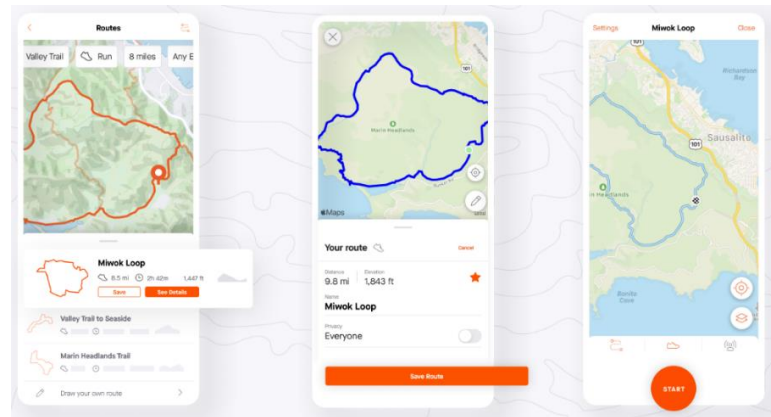 Routes
Valley Trail
Run
8 miles
Any E
Miwok Loop
8.5 mi 2h 42m 1,447 ft
Save
See Details
Valley Trail to Seaside
Marin Headlands Trail
Draw your own route
101
Marin Headlands
Maps
Your route
Cancel
Distance
Elevation
9.8 mi
1,843 ft
Name
Miwok Loop
Privacy
Everyone
Save Route
Settings
Miwok Loop
Close
101
Richardson
Bay
Sausalito
101
n Headlands
Bonita
Cove
START